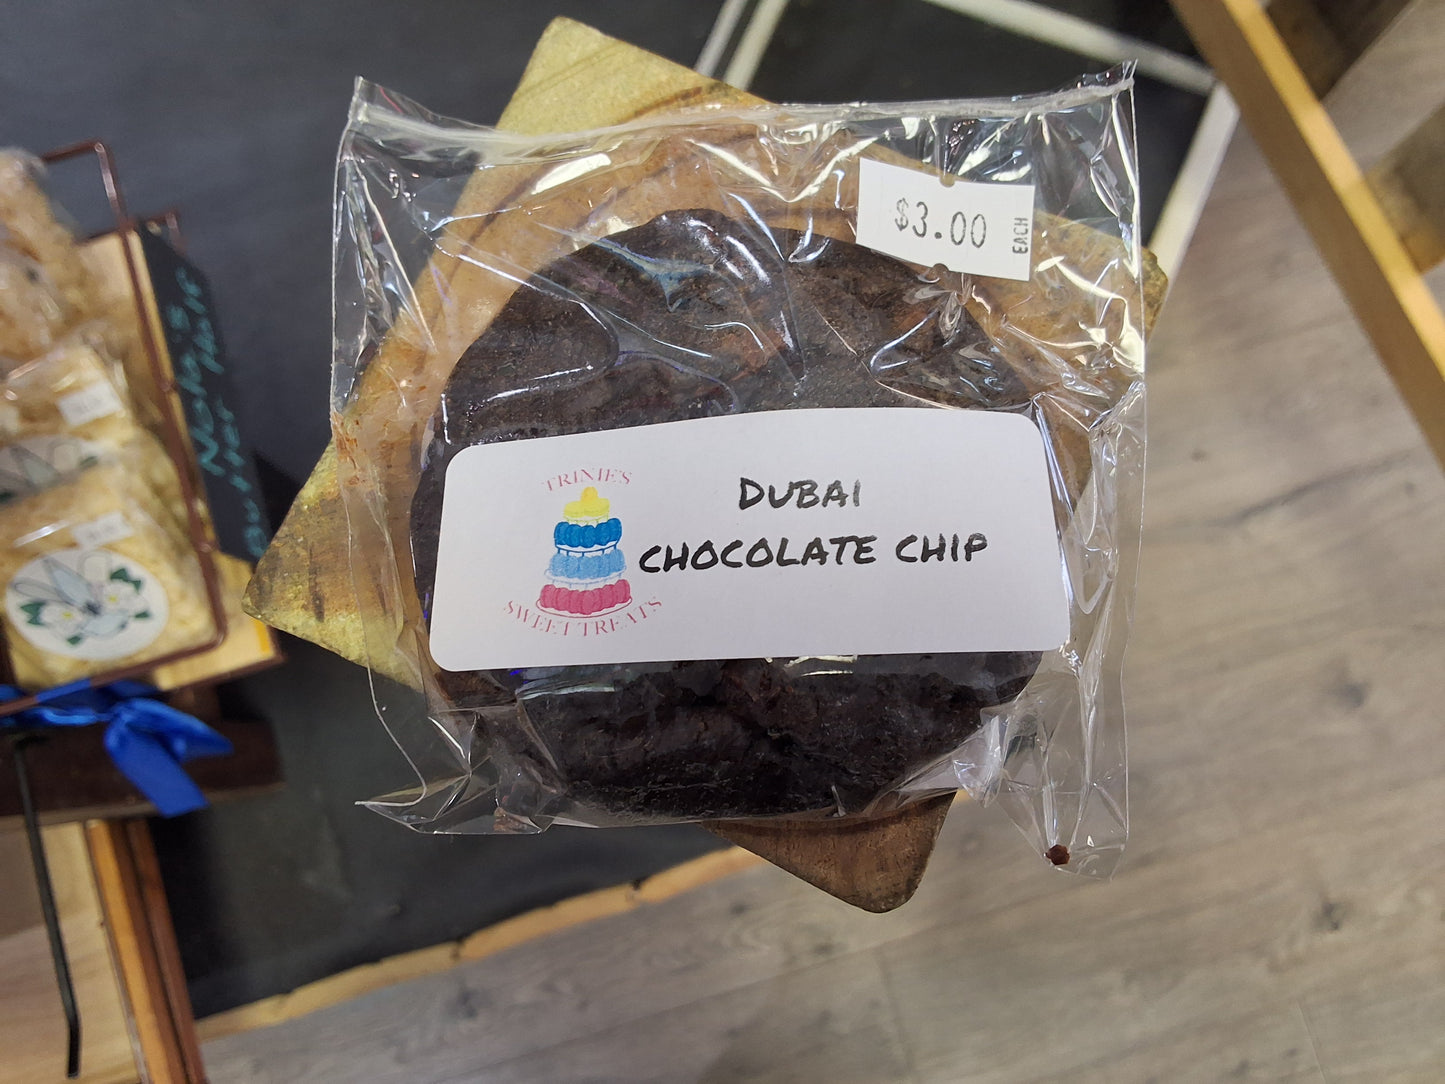 $3.00
EACH
TRINIE'S
SWEET TREATS
DUBAI
CHOCOLATE CHIP